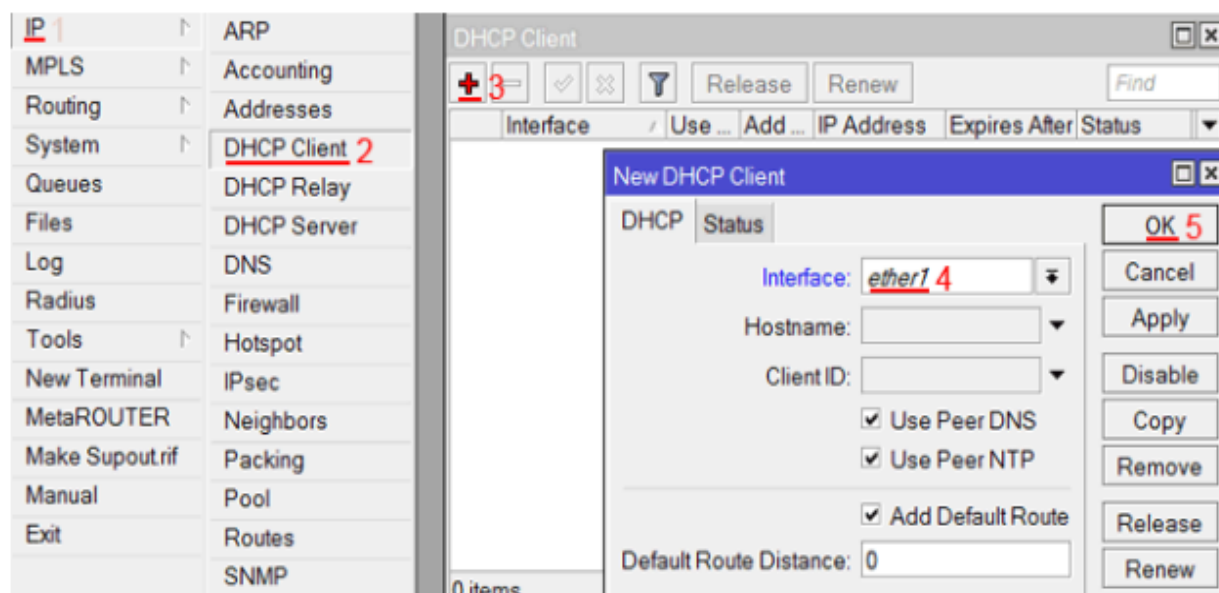 IP 1
MPLS
Routing
System
Queues
Files
Log
Radius
Tools
New Terminal
MetaROUTER
Make Supout.rif
Manual
Exit
ARP
Accounting
Addresses
DHCP Client 2
DHCP Relay
DHCP Server
DNS
Firewall
Hotspot
IPsec
Neighbors
Packing
Pool
Routes
SNMP
DHCP Client
3 Release Renew Find
Interface Use ... Add ... IP Address Expires After Status
0 items
New DHCP Client
DHCP Status
Interface: ether1 4
Hostname:
Client ID:
Use Peer DNS
Use Peer NTP
Add Default Route
Default Route Distance: 0
OK 5
Cancel
Apply
Disable
Copy
Remove
Release
Renew